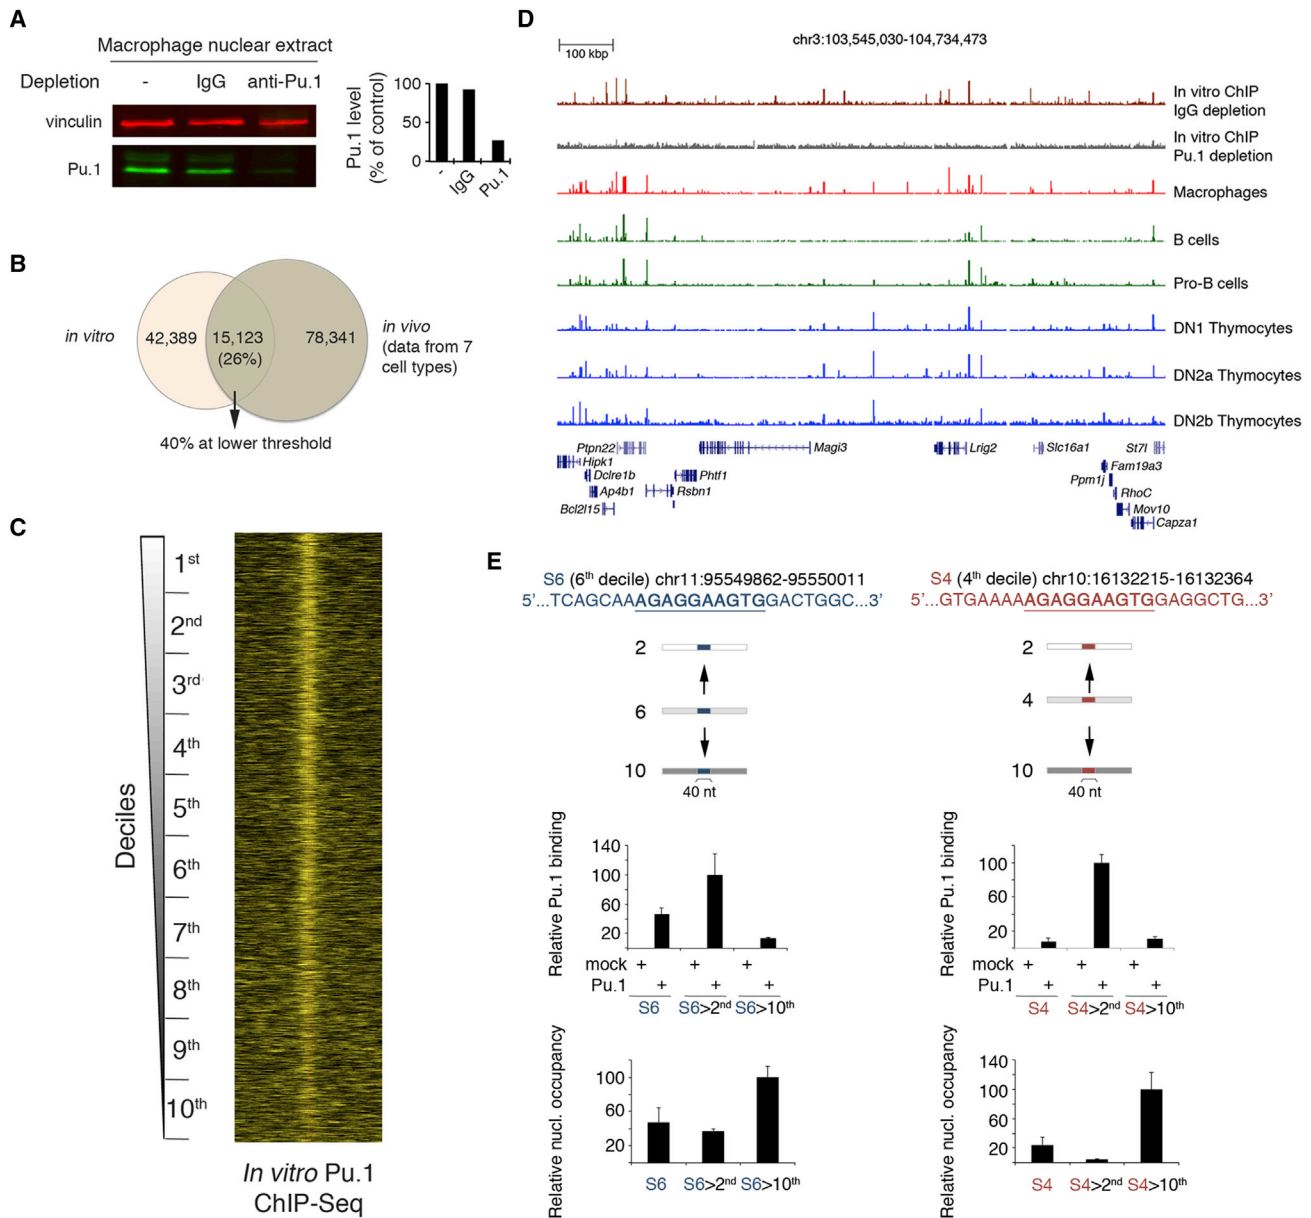 A
Macrophage nuclear extract
Depletion - IgG anti-Pu.1
vinculin
Pu.1
Pu.1 level
(% of control)
100
50
0
- IgG Pu.1
B
in vitro
42,389
15,123
(26%)
78,341
in vivo
(data from 7
cell types)
40% at lower threshold
C
Deciles
1st
2nd
3rd
4th
5th
6th
7th
8th
9th
10th
In vitro Pu.1
ChIP-Seq
D
100 kbp
chr3:103,545,030-104,734,473
In vitro ChIP
IgG depletion
In vitro ChIP
Pu.1 depletion
Macrophages
B cells
Pro-B cells
DN1 Thymocytes
DN2a Thymocytes
DN2b Thymocytes
Ptpn22
Magi3
Lrig2
Slc16a1
St7l
Hipk1
Fam19a3
Dclre1b
Phtf1
Ppm1j
Ap4b1
Rsbn1
RhoC
Bcl2l15
Mov10
Capza1
E
S6 (6th decile) chr11:95549862-95550011
5’...TCAGCAAAGAGGAAGTGGACTGGC...3’
2
6
10
40 nt
Relative Pu.1 binding
140
100
60
20
mock + + +
Pu.1 + + +
S6 S6>2nd S6>10th
Relative nucl. occupancy
100
60
20
S6 S6>2nd S6>10th
S4 (4th decile) chr10:16132215-16132364
5’...GTGAAAAAGAGGAAGTGGAGGCTG...3’
2
4
10
40 nt
Relative Pu.1 binding
100
60
20
mock + + +
Pu.1 + + +
S4 S4>2nd S4>10th
Relative nucl. occupancy
140
100
60
20
S4 S4>2nd S4>10th